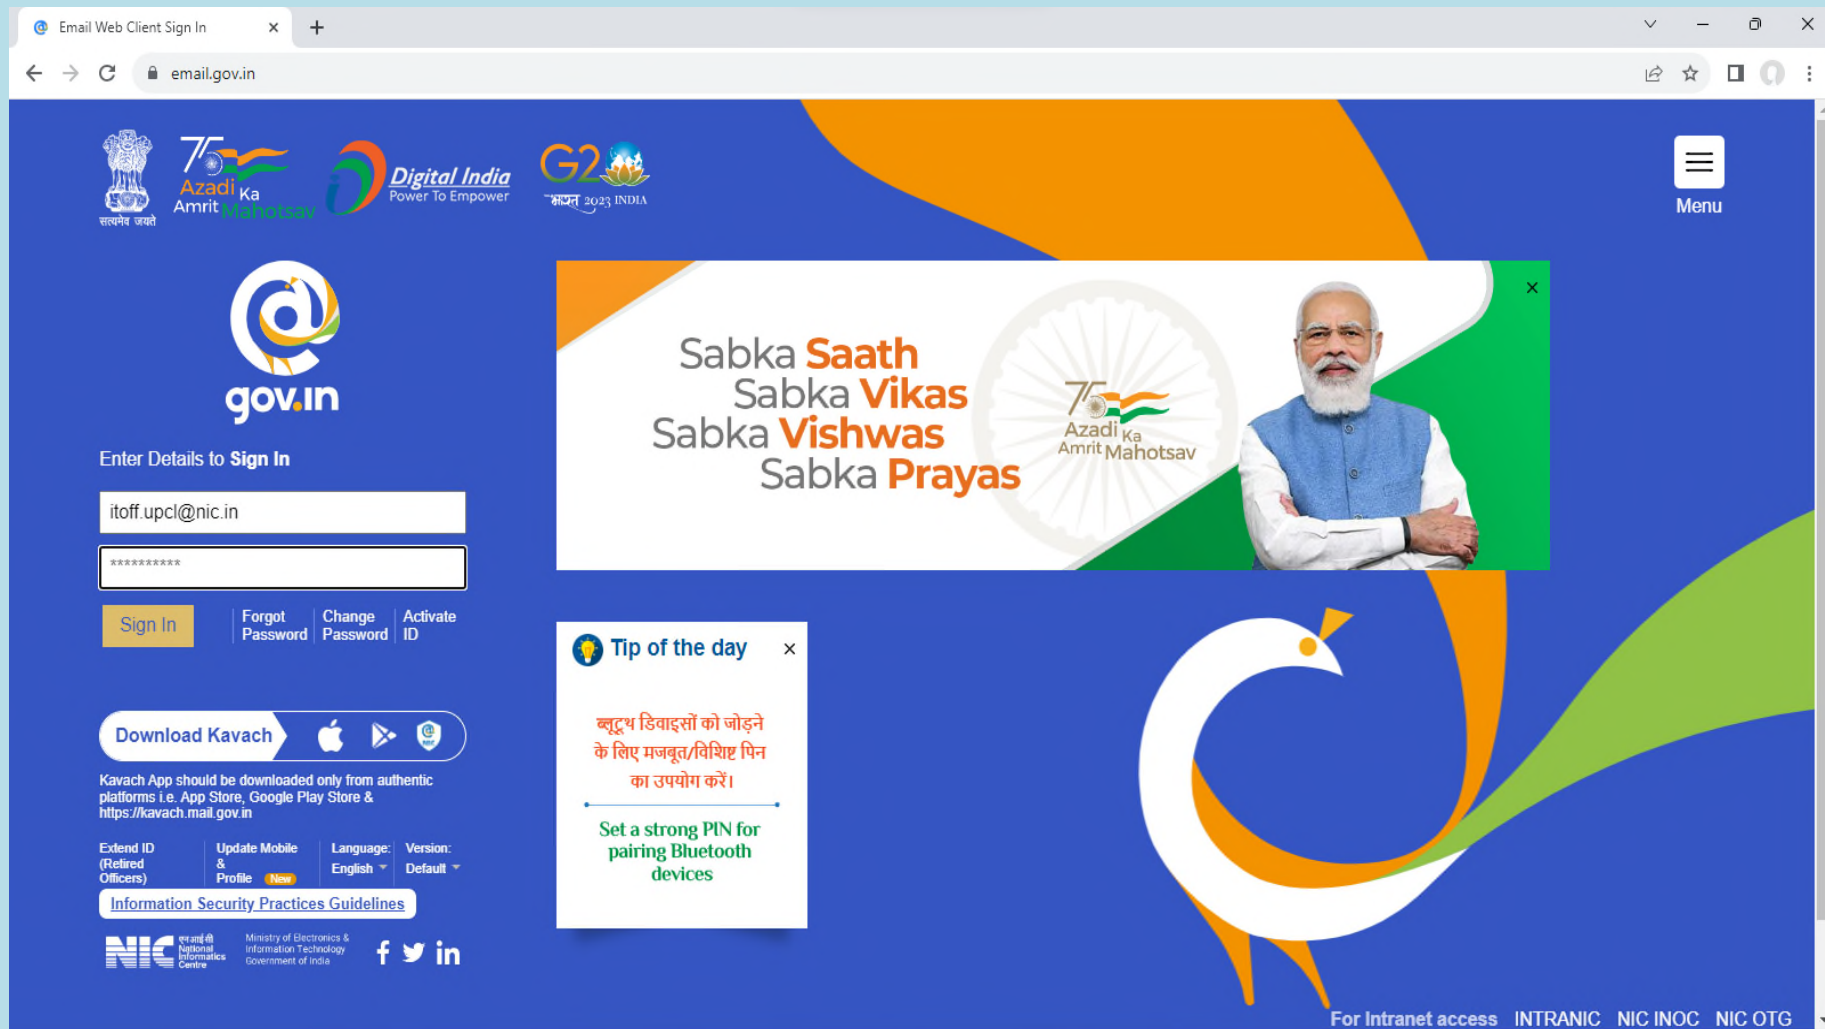 Email Web Client Sign In
email.gov.in
सत्यमेव जयते
75
Azadi Ka
Amrit Mahotsav
Digital India
Power To Empower
G2
भारत 2023 INDIA
Menu
gov.in
Enter Details to Sign In
itoff.upcl@nic.in
**********
Sign In
Forgot
Password
Change
Password
Activate
ID
Download Kavach
Kavach App should be downloaded only from authentic
platforms i.e. App Store, Google Play Store &
https://kavach.mail.gov.in
Extend ID
(Retired
Officers)
Update Mobile
&
Profile New
Language:
English
Version:
Default
Information Security Practices Guidelines
NIC
एनआईसी
National
Informatics
Centre
Ministry of Electronics &
Information Technology
Government of India
Sabka Saath
Sabka Vikas
Sabka Vishwas
Sabka Prayas
75
Azadi Ka
Amrit Mahotsav
Tip of the day
ब्लूटूथ डिवाइसों को जोड़ने
के लिए मजबूत/विशिष्ट पिन
का उपयोग करें।
Set a strong PIN for
pairing Bluetooth
devices
For Intranet access INTRANIC NIC INOC NIC OTG